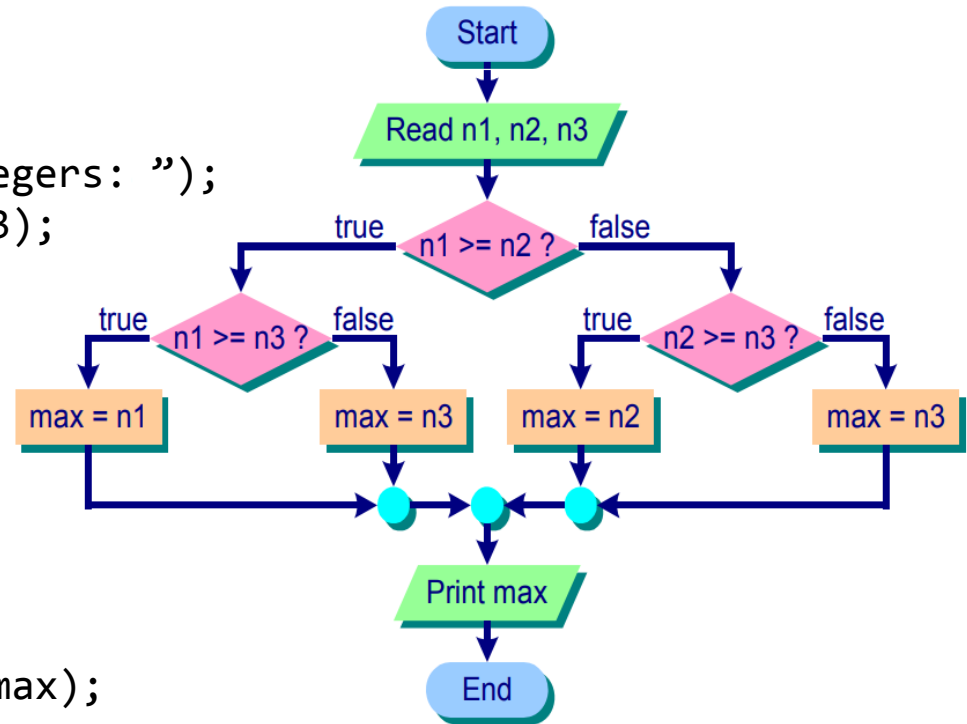 Start
Read n1, n2, n3
egers: ”);
3);
true
n1 >= n2 ?
false
true
n1 >= n3 ?
false
true
n2 >= n3 ?
false
max = n1
max = n3
max = n2
max = n3
Print max
max);
End